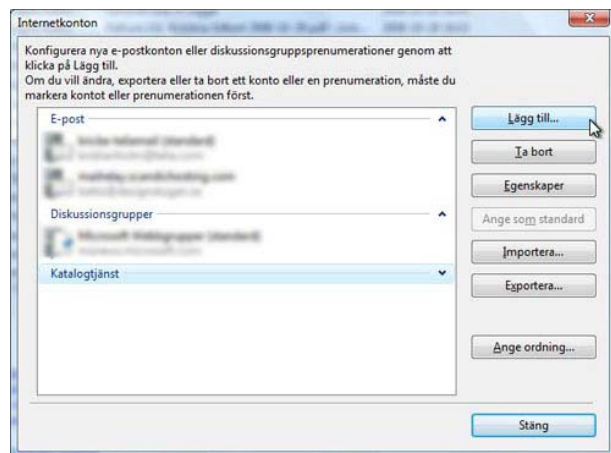 Internetkonton
Konfigurera nya e-postkonton eller diskussionsgruppsprenumerationer genom att
klicka på Lägg till.
Om du vill ändra, exportera eller ta bort ett konto eller en prenumeration, måste du
markera kontot eller prenumerationen först.
E-post
Diskussionsgrupper
Katalogtjänst
Lägg till...
Ta bort
Egenskaper
Ange som standard
Importera...
Exportera...
Ange ordning...
Stäng